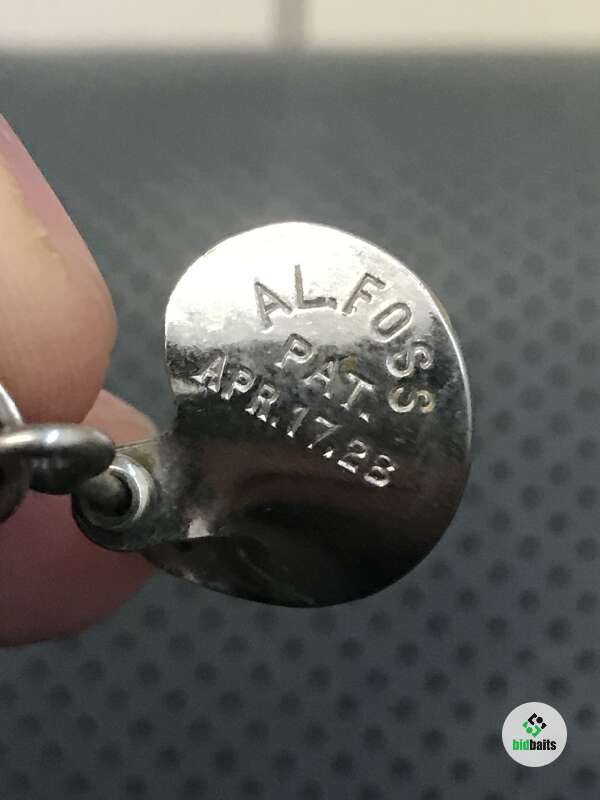 AL. FOSS
PAT.
APR. 17, 28
bidbaits